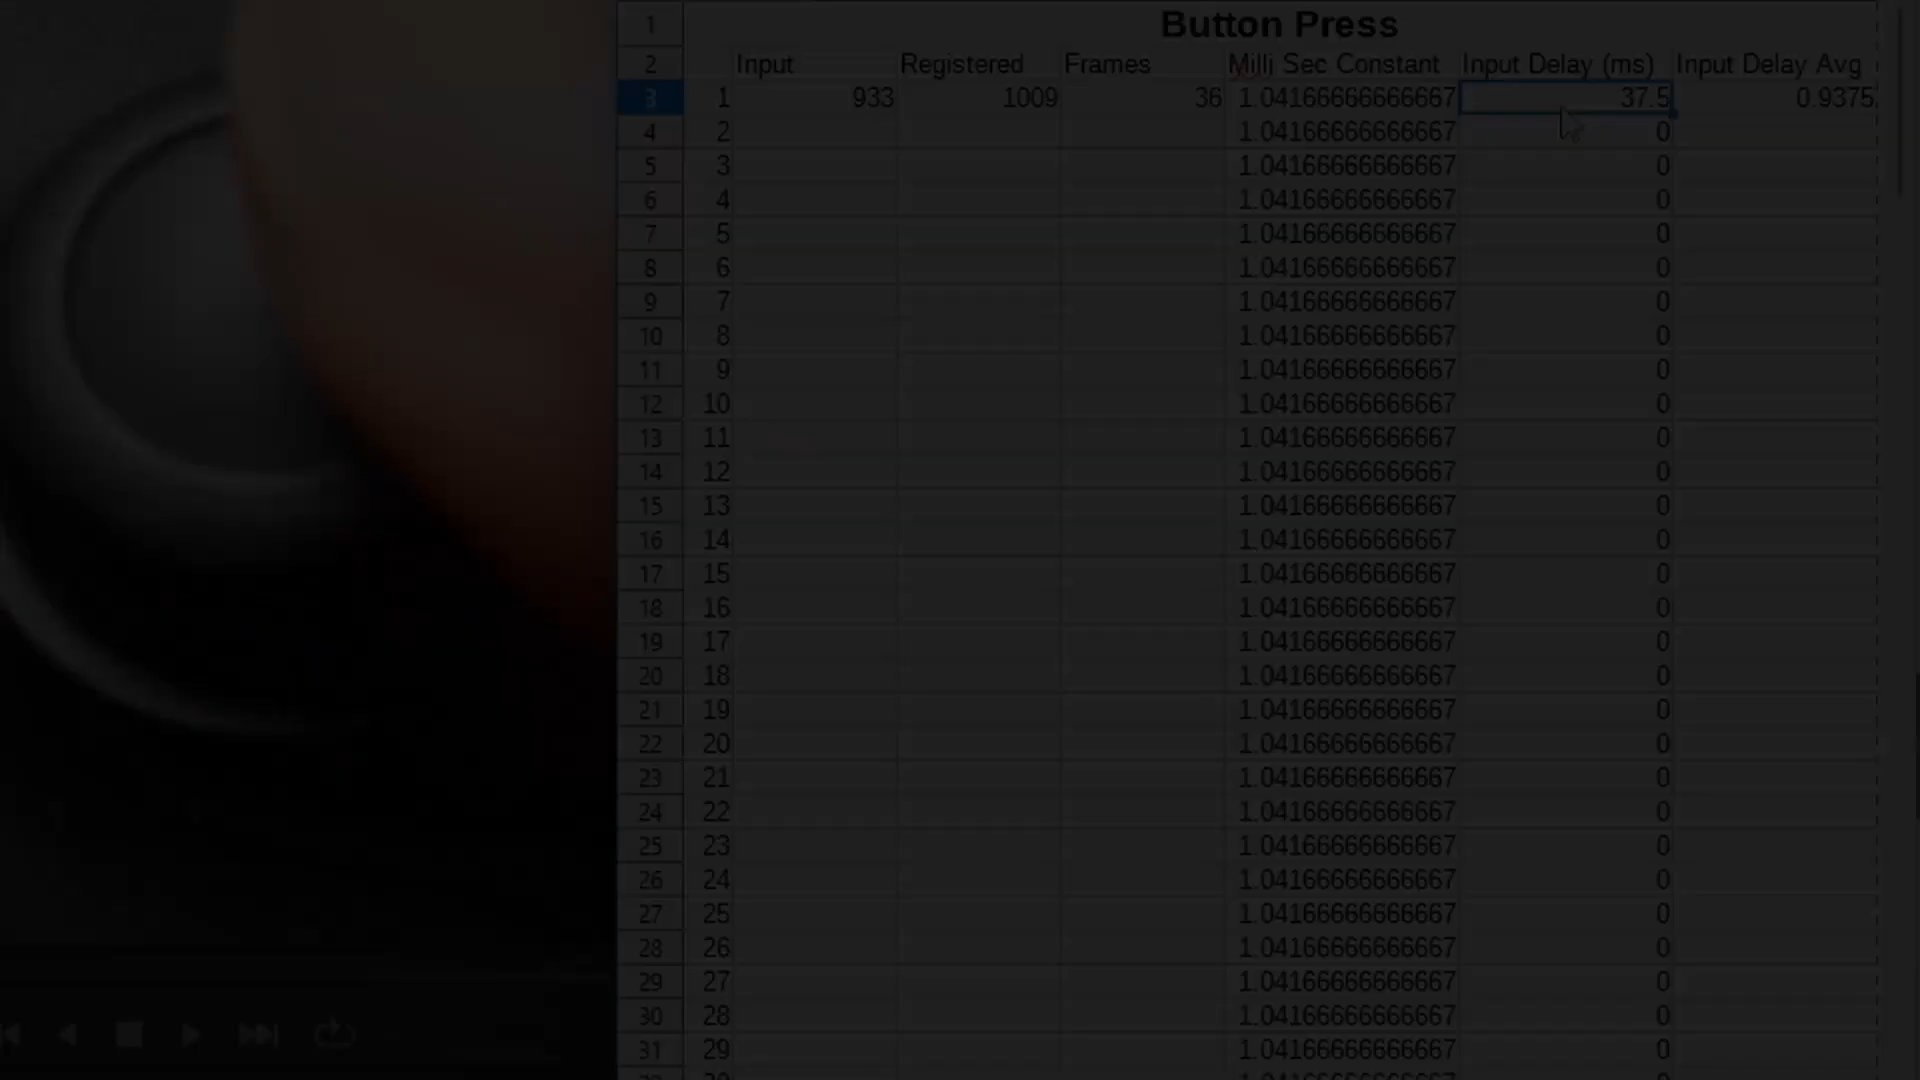 1 Button Press
2 Input Registered Frames Milli Sec Constant Input Delay (ms) Input Delay Avg
3 1 933 1009 36 1.04166666666667 37.5 0.9375
4 2 1.04166666666667 0
5 3 1.04166666666667 0
6 4 1.04166666666667 0
7 5 1.04166666666667 0
8 6 1.04166666666667 0
9 7 1.04166666666667 0
10 8 1.04166666666667 0
11 9 1.04166666666667 0
12 10 1.04166666666667 0
13 11 1.04166666666667 0
14 12 1.04166666666667 0
15 13 1.04166666666667 0
16 14 1.04166666666667 0
17 15 1.04166666666667 0
18 16 1.04166666666667 0
19 17 1.04166666666667 0
20 18 1.04166666666667 0
21 19 1.04166666666667 0
22 20 1.04166666666667 0
23 21 1.04166666666667 0
24 22 1.04166666666667 0
25 23 1.04166666666667 0
26 24 1.04166666666667 0
27 25 1.04166666666667 0
28 26 1.04166666666667 0
29 27 1.04166666666667 0
30 28 1.04166666666667 0
31 29 1.04166666666667 0